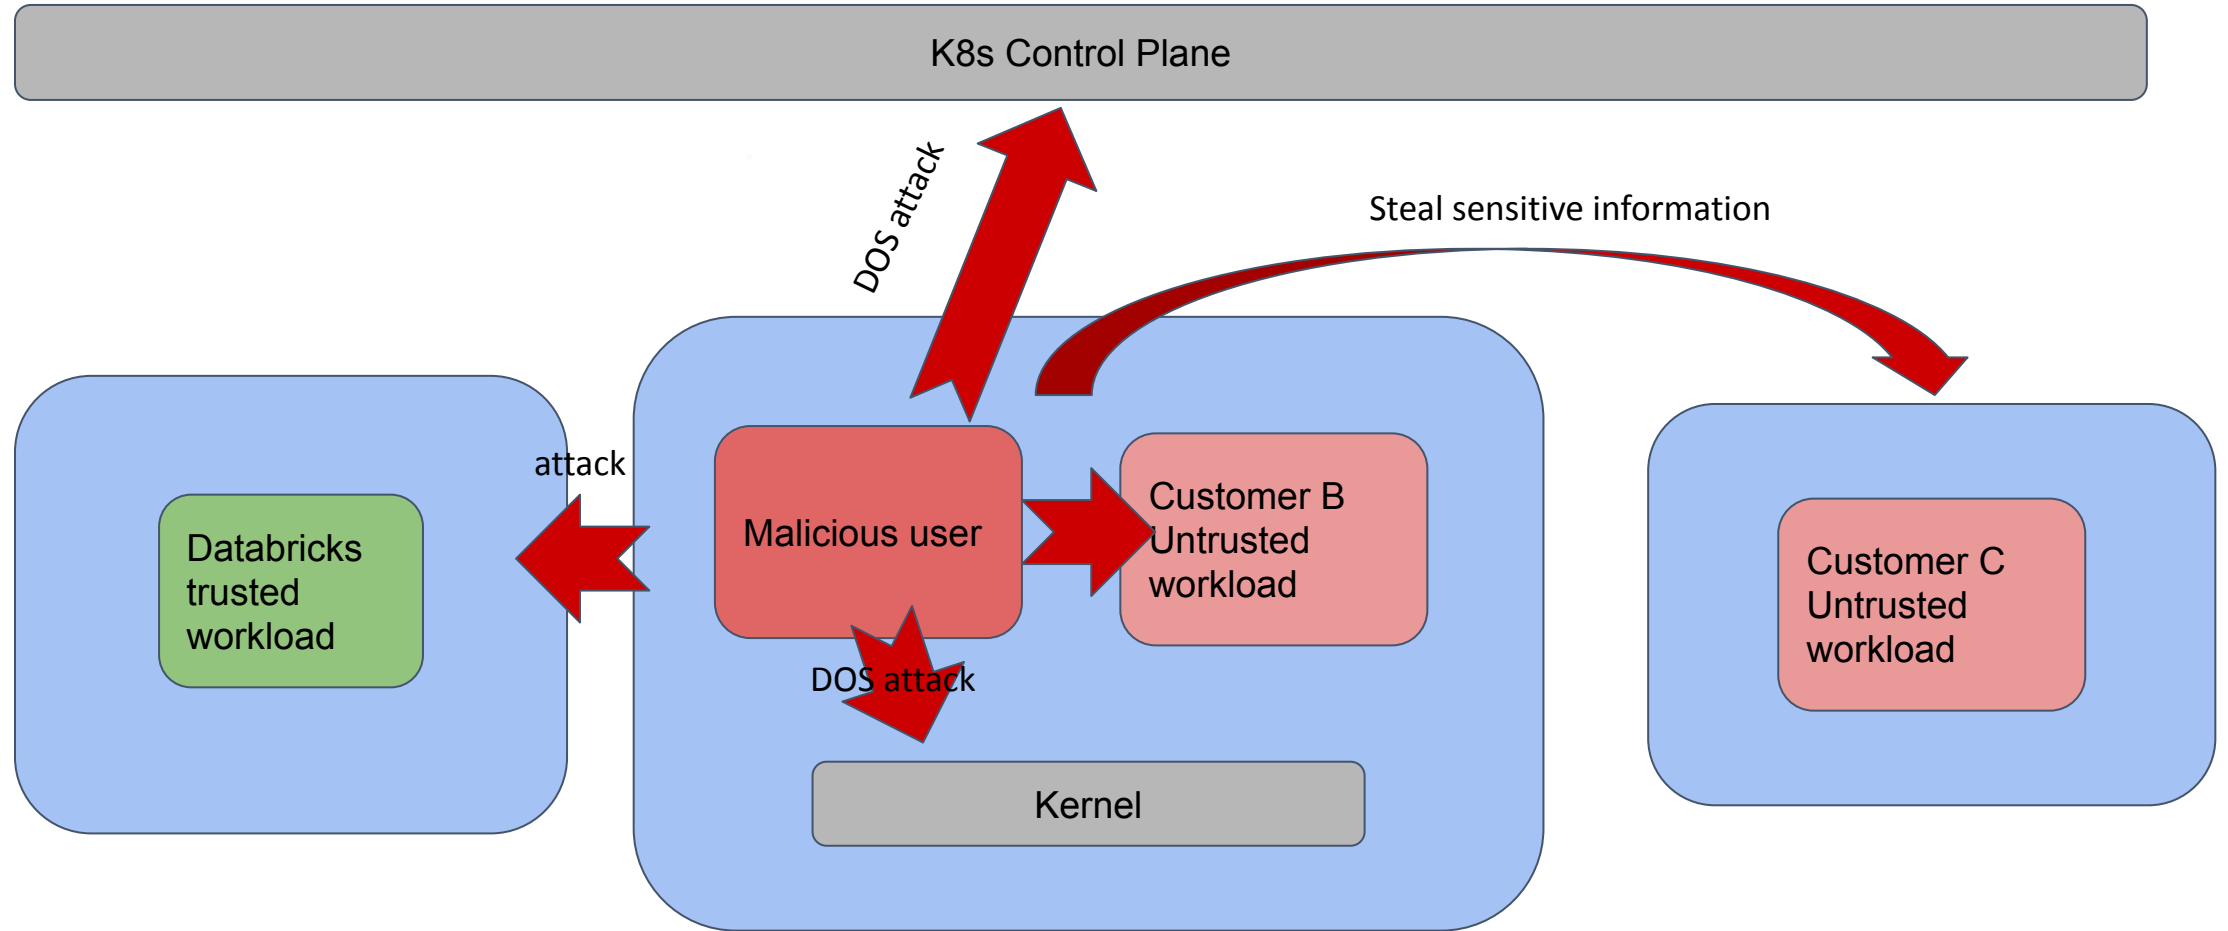 K8s Control Plane
DOS attack
Steal sensitive information
attack
Databricks
trusted
workload
Malicious user
Customer B
Untrusted
workload
Customer C
Untrusted
workload
DOS attack
Kernel